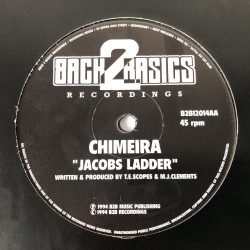 BACK 2 BASICS
RECORDINGS
B2B12014AA
45 rpm
CHIMEIRA
"JACOBS LADDER"
WRITTEN & PRODUCED BY T.E.SCOPES & M.J.CLEMENTS
℗ 1994 B2B MUSIC PUBLISHING
© 1994 B2B RECORDINGS